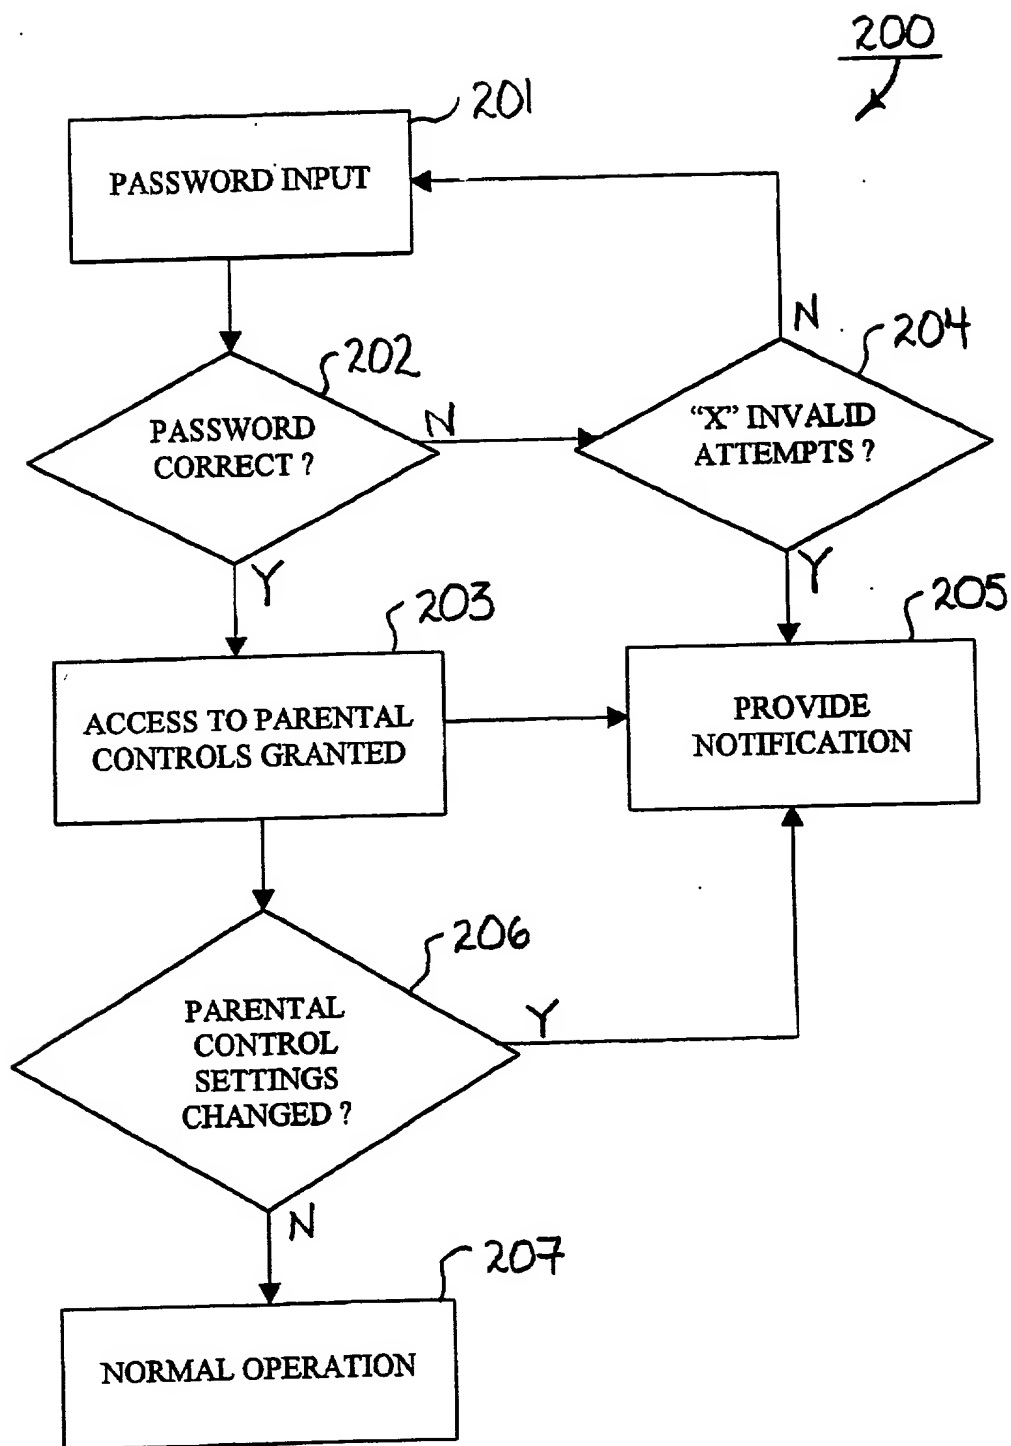 200
201
PASSWORD INPUT
N
204
202
PASSWORD
CORRECT ?
N
"X" INVALID
ATTEMPTS ?
Y
Y
203
205
ACCESS TO PARENTAL
CONTROLS GRANTED
PROVIDE
NOTIFICATION
206
PARENTAL
CONTROL
SETTINGS
CHANGED ?
Y
N
207
NORMAL OPERATION